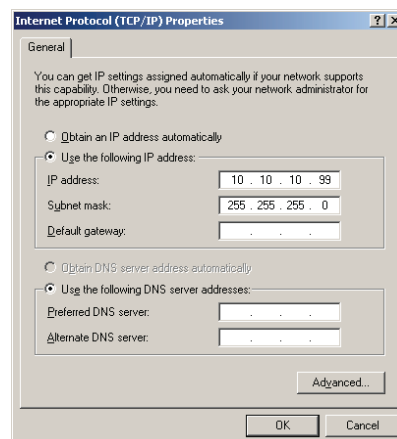 Internet Protocol (TCP/IP) Properties
General
You can get IP settings assigned automatically if your network supports
this capability. Otherwise, you need to ask your network administrator for
the appropriate IP settings.
Obtain an IP address automatically
Use the following IP address:
IP address: 10 . 10 . 10 . 99
Subnet mask: 255 . 255 . 255 . 0
Default gateway: . . .
Obtain DNS server address automatically
Use the following DNS server addresses:
Preferred DNS server: . . .
Alternate DNS server: . . .
Advanced...
OK Cancel